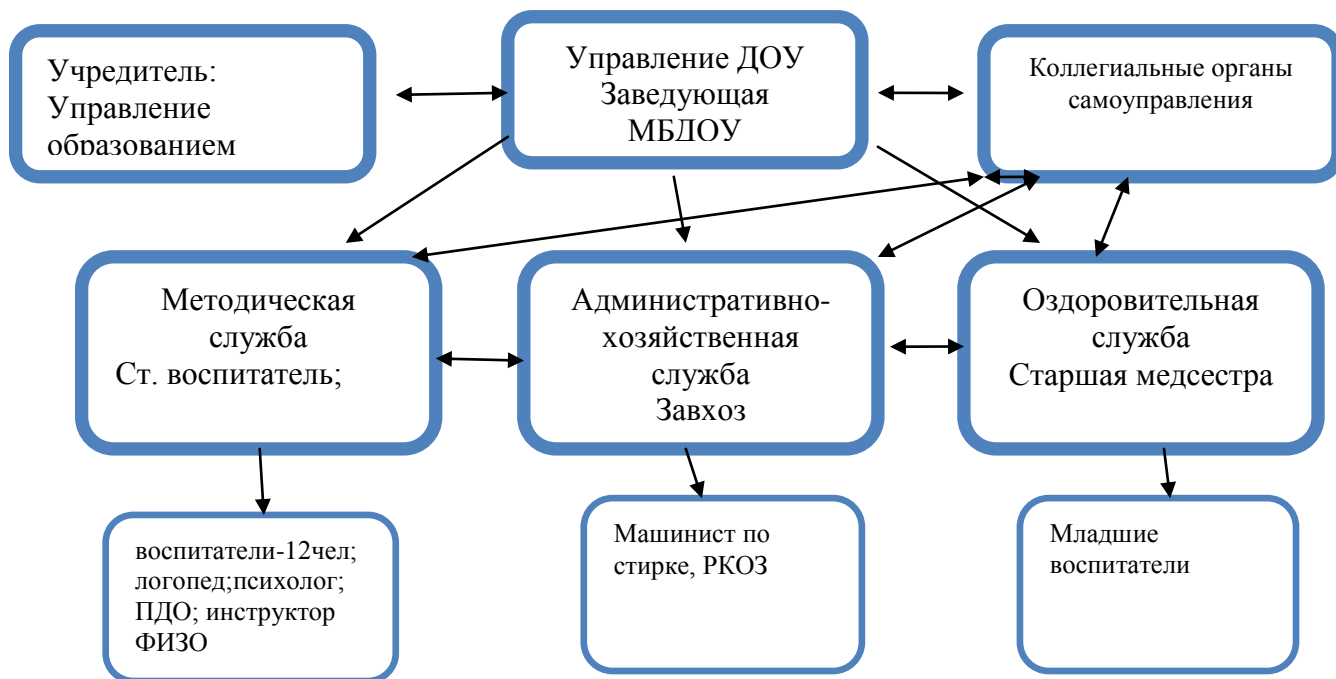 Учредитель:
Управление
образованием
Управление ДОУ
Заведующая
МБДОУ
Коллегиальные органы
самоуправления
Методическая
служба
Ст. воспитатель;
Административно-
хозяйственная
служба
Завхоз
Оздоровительная
служба
Старшая медсестра
воспитатели-12чел;
логопед;психолог;
ПДО; инструктор
ФИЗО
Машинист по
стирке, РКОЗ
Младшие
воспитатели